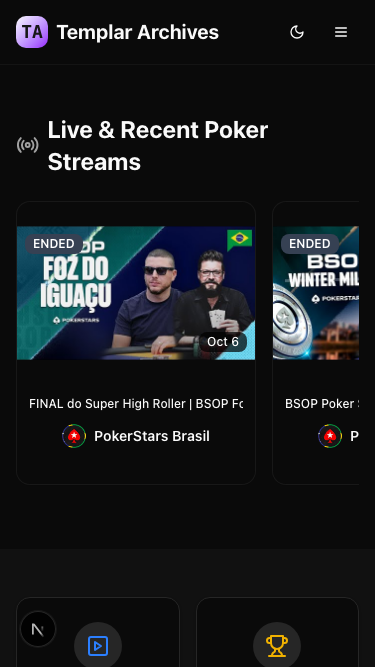 TA Templar Archives
Live & Recent Poker
Streams
ENDED
BSOP
FOZ DO
IGUAÇU
POKERSTARS
Oct 6
FINAL do Super High Roller | BSOP Fo
PokerStars Brasil
ENDED
BSO
WINTER MIL
POKERSTARS
BSOP Poker
P
N